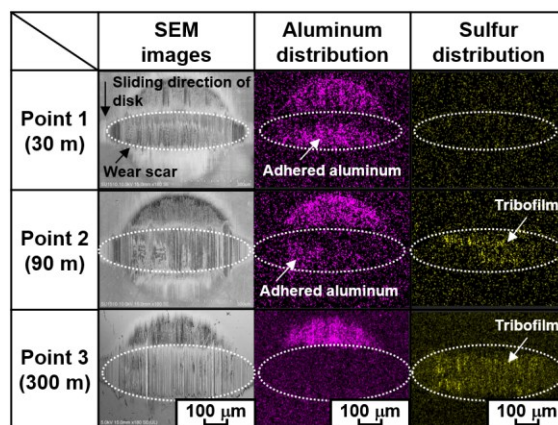 SEM images
Aluminum distribution
Sulfur distribution
Point 1 (30 m)
Sliding direction of disk
Wear scar
Adhered aluminum
Point 2 (90 m)
Adhered aluminum
Tribofilm
Point 3 (300 m)
Tribofilm
100 μm
100 μm
100 μm